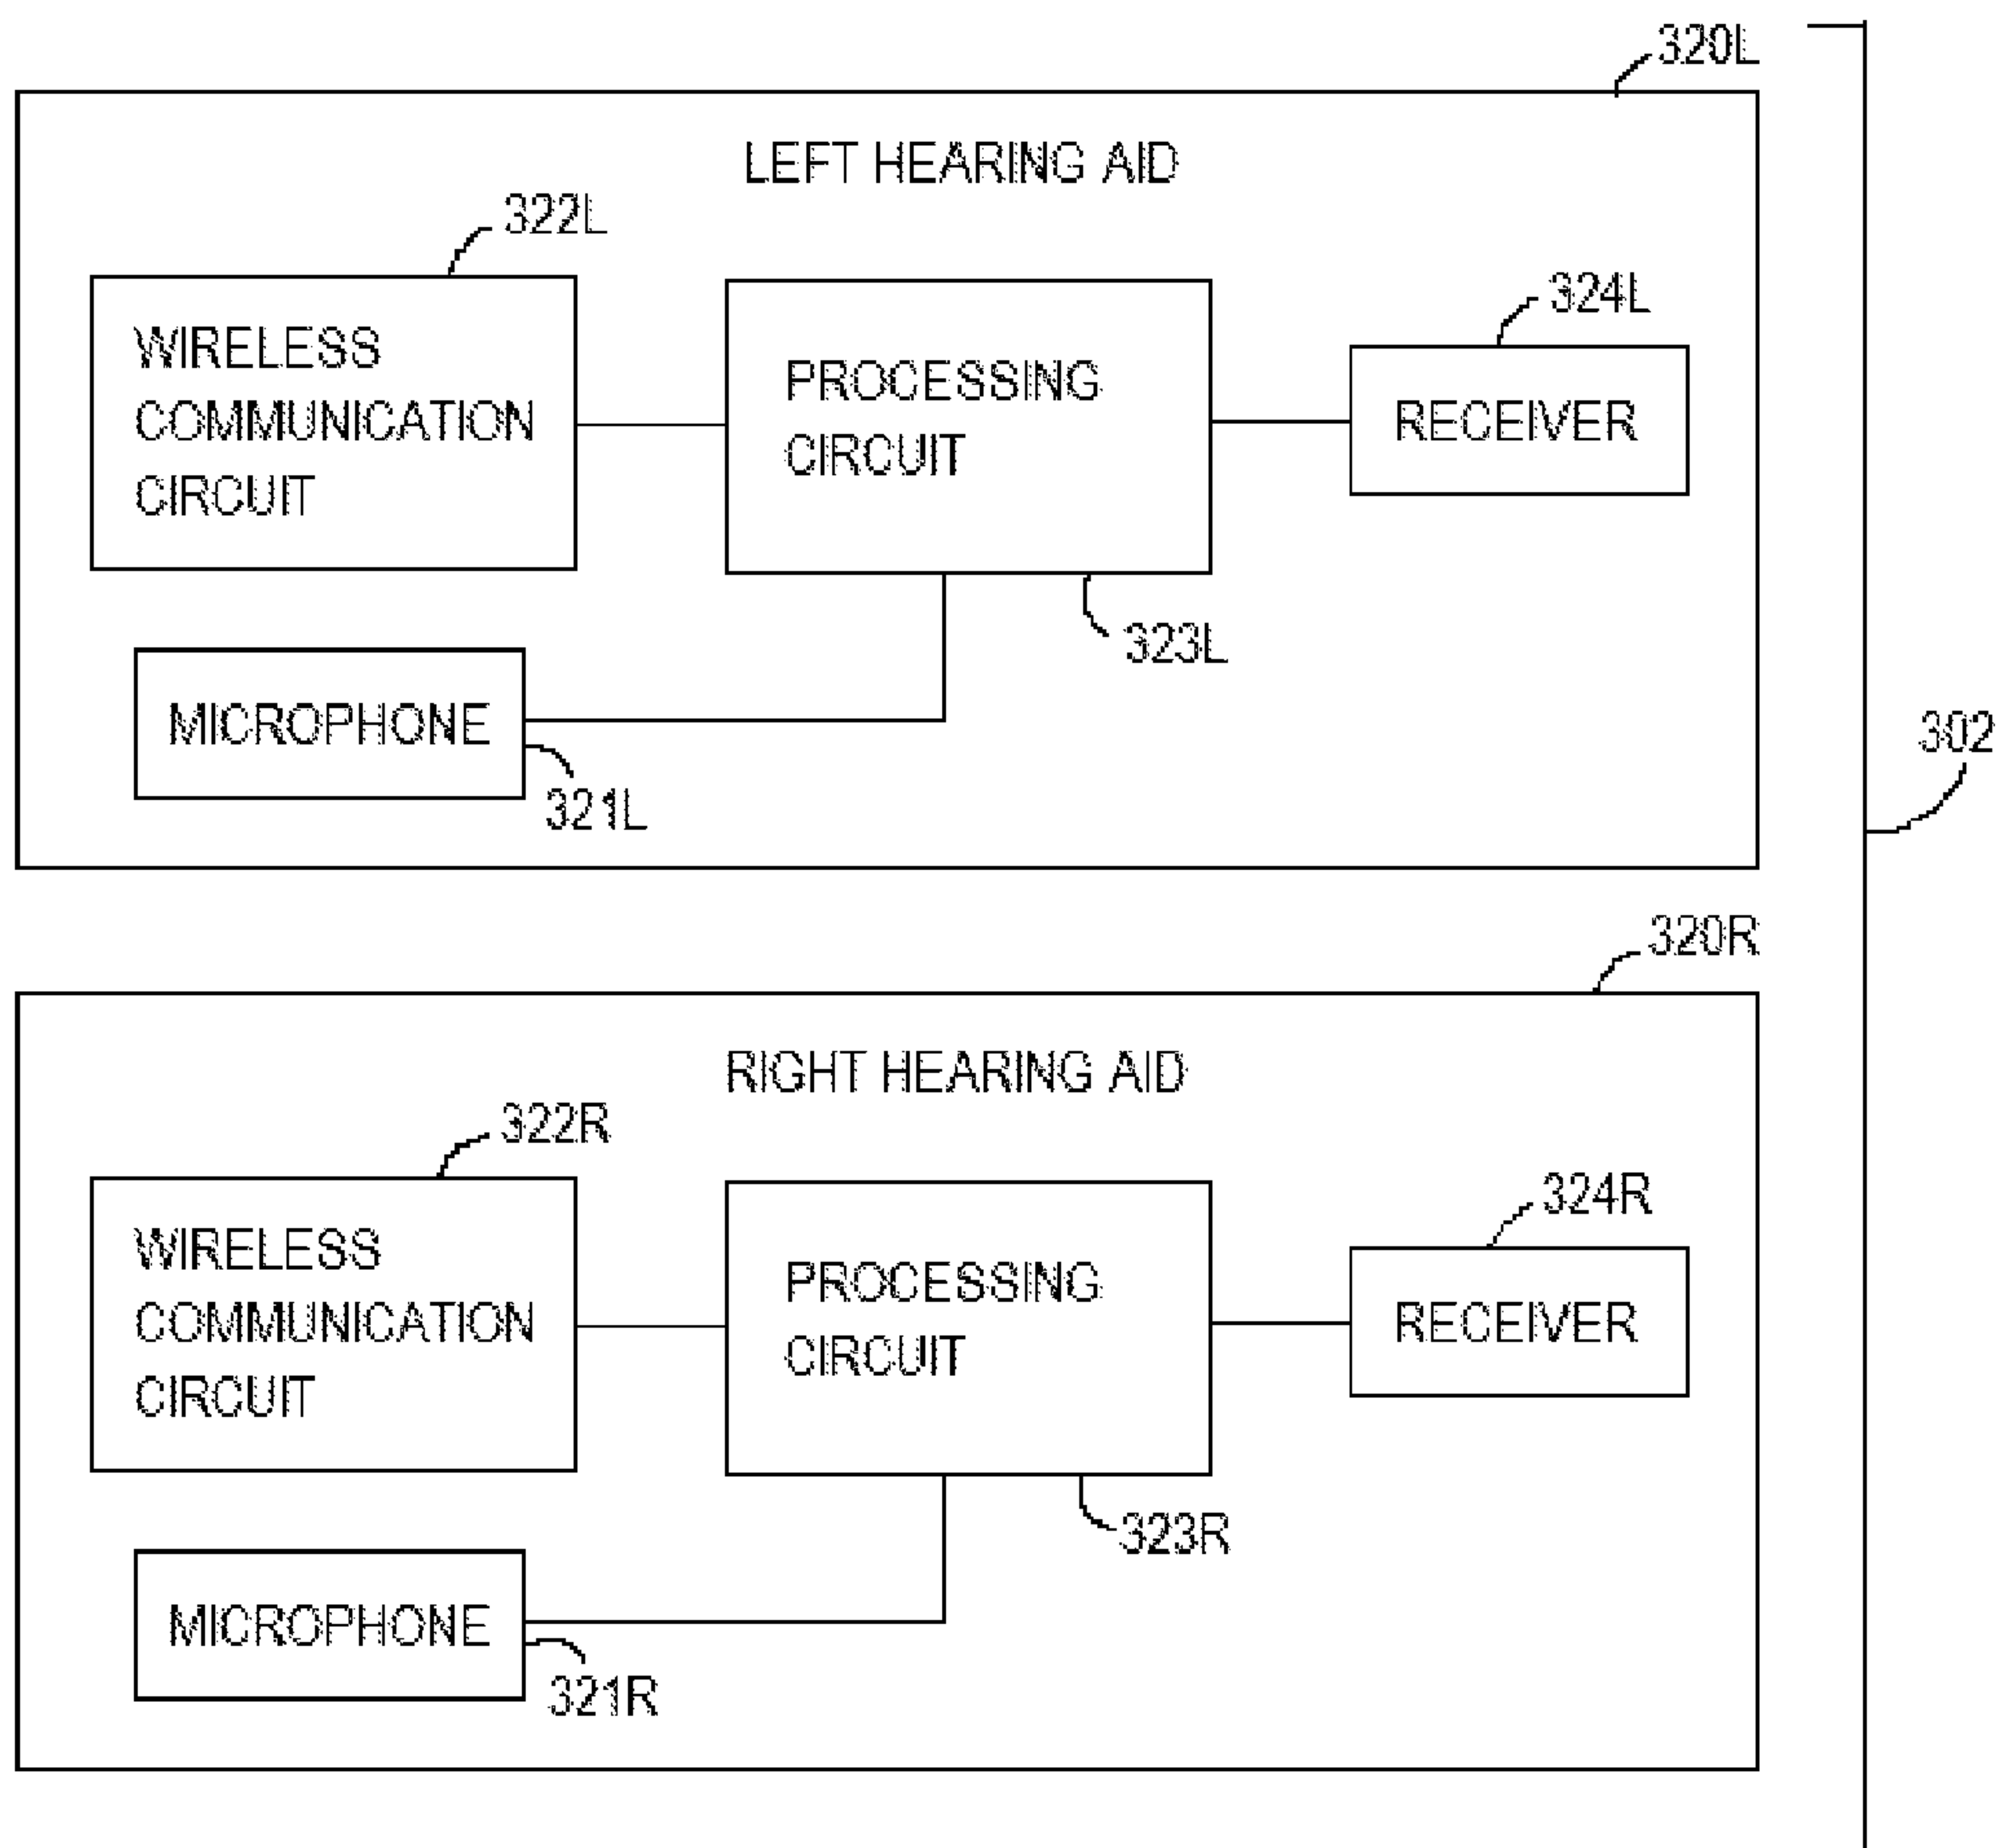 320L
LEFT HEARING AID
322L
WIRELESS
COMMUNICATION
CIRCUIT
PROCESSING
CIRCUIT
324L
RECEIVER
323L
MICROPHONE
321L
302
320R
RIGHT HEARING AID
322R
WIRELESS
COMMUNICATION
CIRCUIT
PROCESSING
CIRCUIT
324R
RECEIVER
323R
MICROPHONE
321R